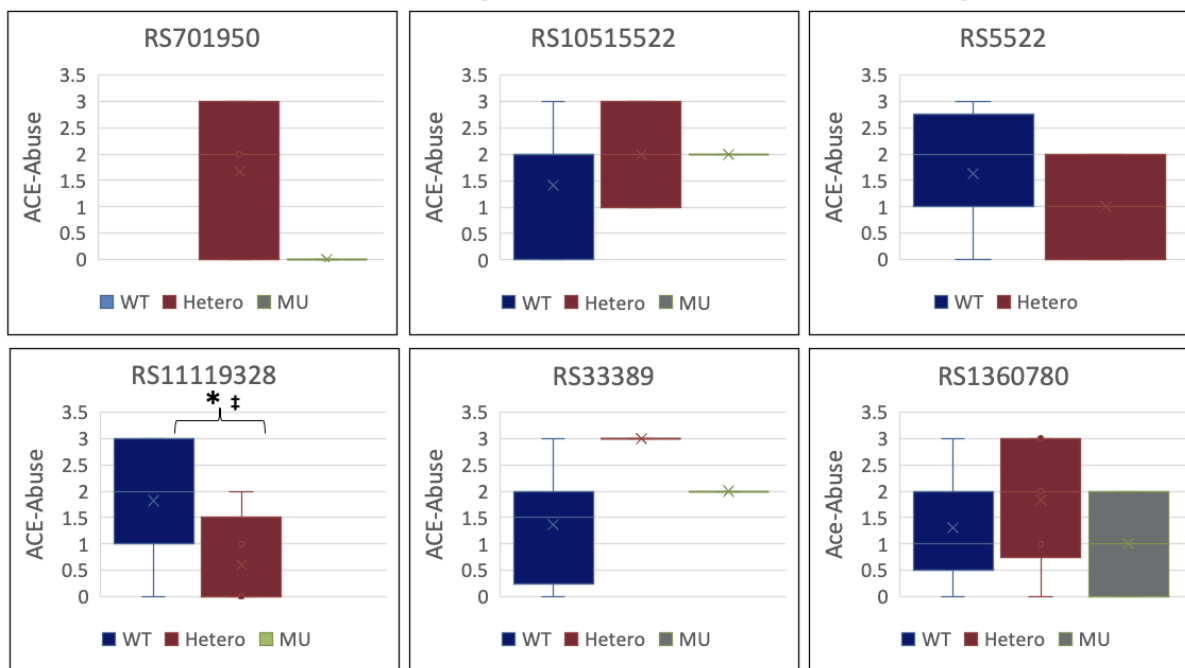 RS701950
3.5
3
2.5
2
1.5
1
0.5
0
ACE-Abuse
WT Hetero MU
RS10515522
3.5
3
2.5
2
1.5
1
0.5
0
ACE-Abuse
WT Hetero MU
RS5522
3.5
3
2.5
2
1.5
1
0.5
0
ACE-Abuse
WT Hetero
RS11119328
* ‡
3.5
3
2.5
2
1.5
1
0.5
0
ACE-Abuse
WT Hetero MU
RS33389
3.5
3
2.5
2
1.5
1
0.5
0
ACE-Abuse
WT Hetero MU
RS1360780
3.5
3
2.5
2
1.5
1
0.5
0
Ace-Abuse
WT Hetero MU